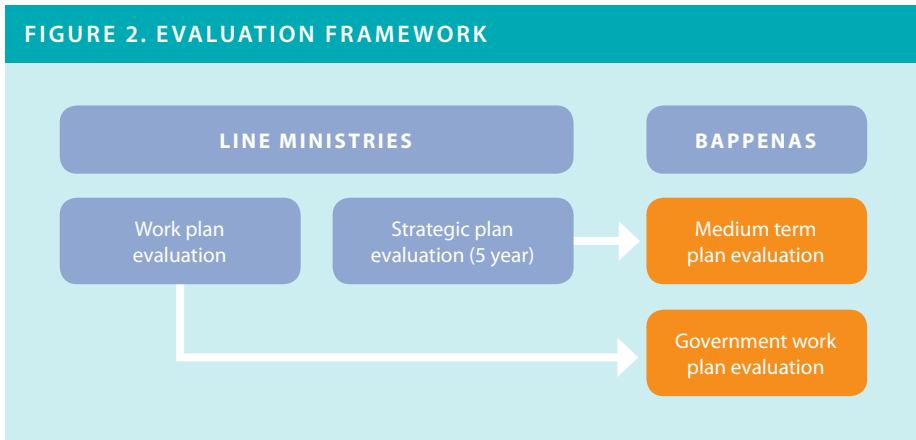 FIGURE 2. EVALUATION FRAMEWORK
LINE MINISTRIES
BAPPENAS
Work plan
evaluation
Strategic plan
evaluation (5 year)
Medium term
plan evaluation
Government work
plan evaluation